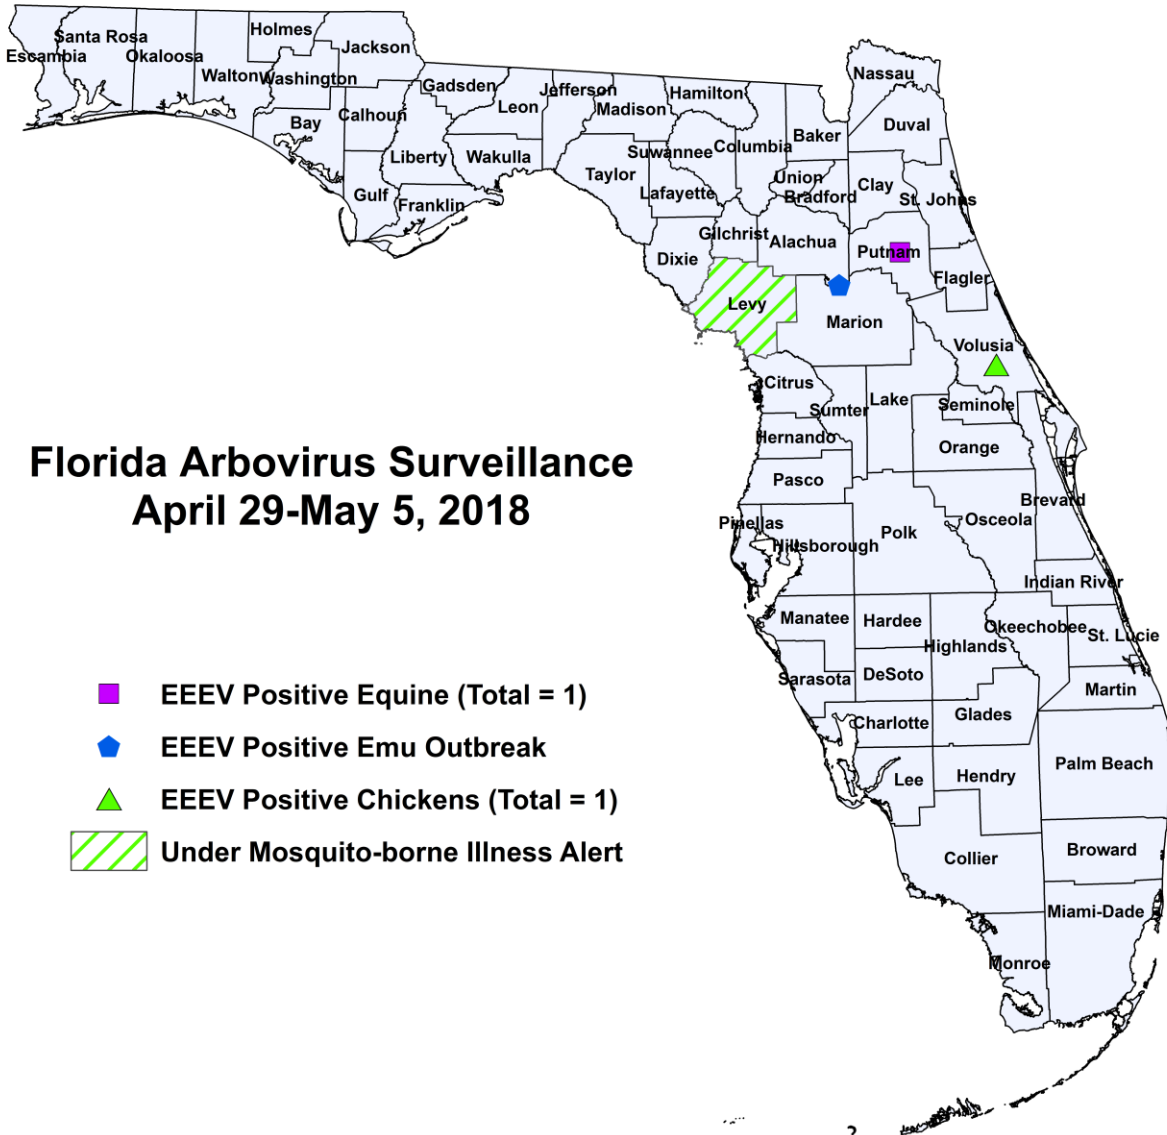 Holmes
Santa Rosa
Escambia
Okaloosa
Jackson
Walton
Washington
Gadsden
Jefferson
Hamilton
Nassau
Leon
Madison
Calhoun
Bay
Duval
Baker
Suwannee
Columbia
Liberty
Wakulla
Taylor
Union
Clay
Lafayette
Bradford
St. Johns
Gulf
Franklin
Gilchrist
Alachua
Putnam
Dixie
Flagler
Levy
Marion
Volusia
Citrus
Lake
Sumter
Seminole
Hernando
Orange
Florida Arbovirus Surveillance
April 29-May 5, 2018
Pasco
Brevard
Osceola
Pinellas
Polk
Hillsborough
Indian River
Manatee
Hardee
Okeechobee
St. Lucie
Highlands
Sarasota
DeSoto
Martin
Charlotte
Glades
EEEV Positive Equine (Total = 1)
EEEV Positive Emu Outbreak
EEEV Positive Chickens (Total = 1)
Under Mosquito-borne Illness Alert
Palm Beach
Lee
Hendry
Collier
Broward
Miami-Dade
Monroe